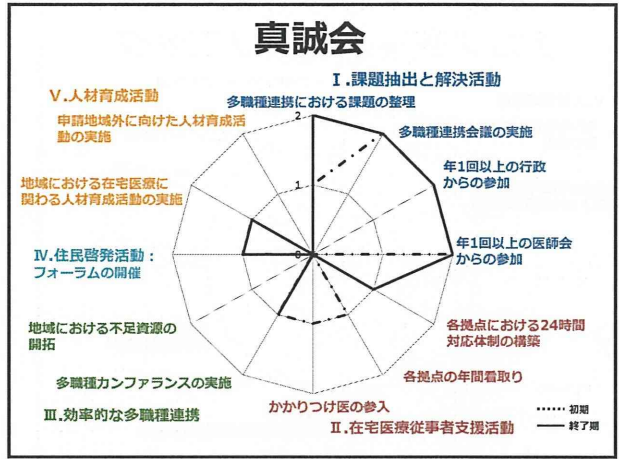 真誠会
Ⅰ.課題抽出と解決活動
Ⅴ.人材育成活動
多職種連携における課題の整理
申請地域外に向けた人材育成活
動の実施
2
多職種連携会議の実施
年1回以上の行政
からの参加
地域における在宅医療に
関わる人材育成活動の実施
1
Ⅳ.住民啓発活動：
フォーラムの開催
0
年1回以上の医師会
からの参加
地域における不足資源の
開拓
各拠点における24時間
対応体制の構築
多職種カンファランスの実施
各拠点の年間看取り
かかりつけ医の参入
Ⅲ.効率的な多職種連携
Ⅱ.在宅医療従事者支援活動
初期
終了期